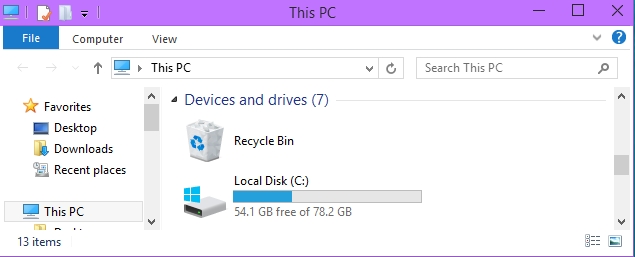 This PC
File Computer View
This PC Search This PC
Favorites
Desktop
Downloads
Recent places
This PC
Devices and drives (7)
Recycle Bin
Local Disk (C:)
54.1 GB free of 78.2 GB
13 items